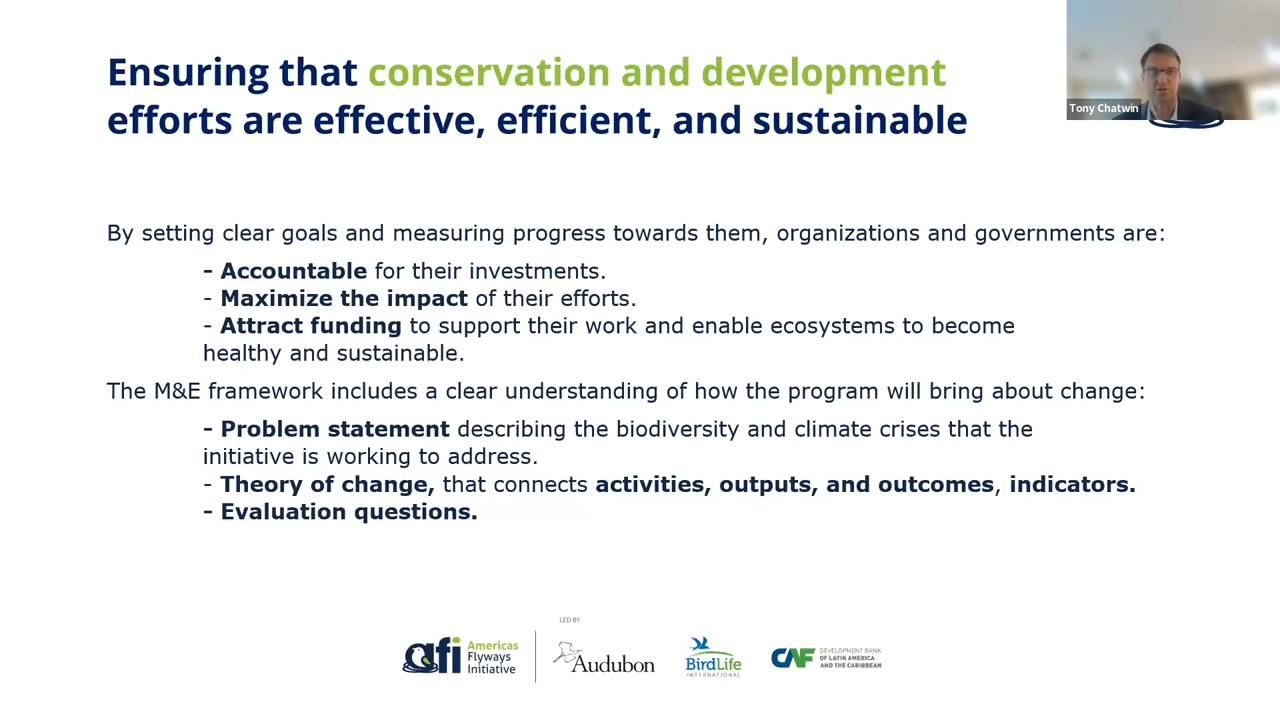 Ensuring that conservation and development
efforts are effective, efficient, and sustainable
Tony Chatwin
By setting clear goals and measuring progress towards them, organizations and governments are:
- Accountable for their investments.
- Maximize the impact of their efforts.
- Attract funding to support their work and enable ecosystems to become
healthy and sustainable.
The M&E framework includes a clear understanding of how the program will bring about change:
- Problem statement describing the biodiversity and climate crises that the
initiative is working to address.
- Theory of change, that connects activities, outputs, and outcomes, indicators.
- Evaluation questions.
LED BY
afi Americas
Flyways
Initiative
Audubon
BirdLife
INTERNATIONAL
CAF DEVELOPMENT BANK
OF LATIN AMERICA
AND THE CARIBBEAN